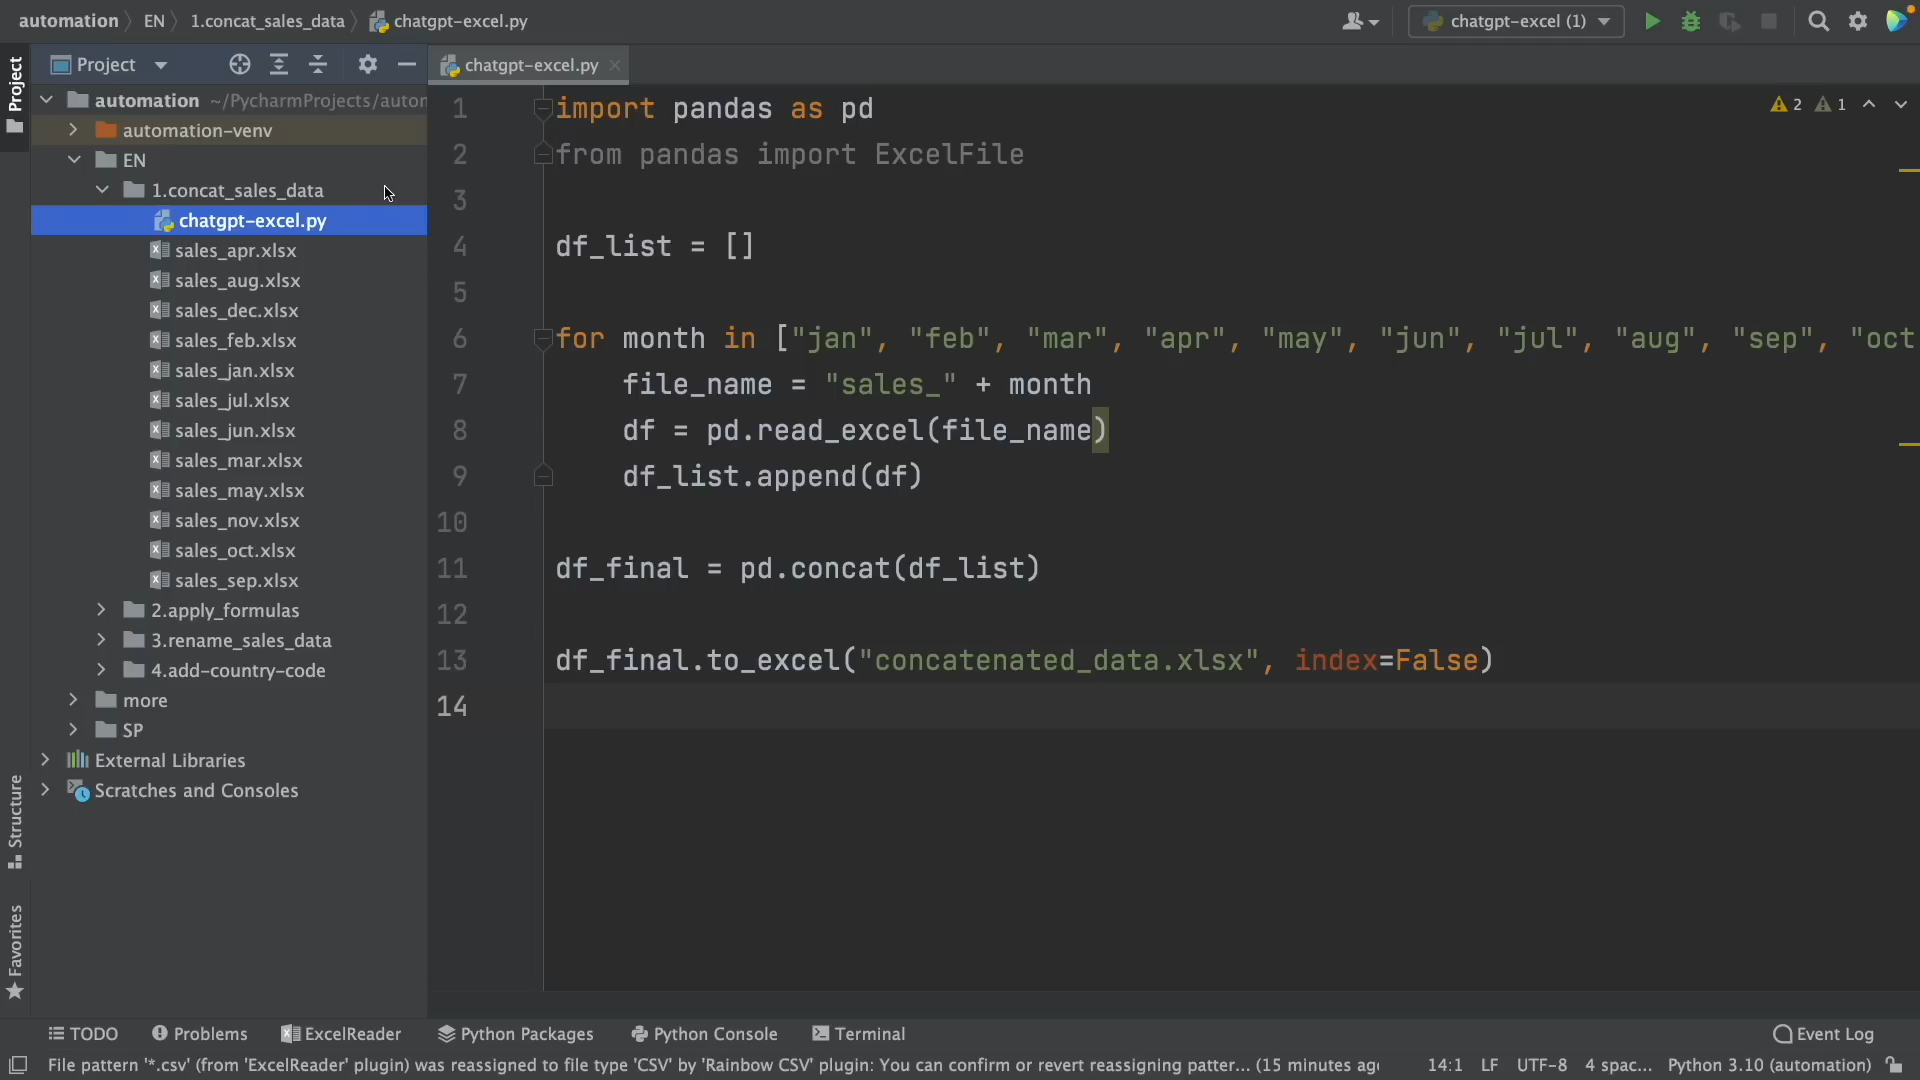 automation EN 1.concat_sales_data chatgpt-excel.py
chatgpt-excel (1)
Project
Project
chatgpt-excel.py
automation ~/PycharmProjects/auton
automation-venv
EN
1.concat_sales_data
chatgpt-excel.py
sales_apr.xlsx
sales_aug.xlsx
sales_dec.xlsx
sales_feb.xlsx
sales_jan.xlsx
sales_jul.xlsx
sales_jun.xlsx
sales_mar.xlsx
sales_may.xlsx
sales_nov.xlsx
sales_oct.xlsx
sales_sep.xlsx
2.apply_formulas
3.rename_sales_data
4.add-country-code
more
SP
External Libraries
Scratches and Consoles
Structure
Favorites
2 1
1 import pandas as pd
2 from pandas import ExcelFile
3
4 df_list = []
5
6 for month in ["jan", "feb", "mar", "apr", "may", "jun", "jul", "aug", "sep", "oct
7 file_name = "sales_" + month
8 df = pd.read_excel(file_name)
9 df_list.append(df)
10
11 df_final = pd.concat(df_list)
12
13 df_final.to_excel("concatenated_data.xlsx", index=False)
14
TODO Problems ExcelReader Python Packages Python Console Terminal Event Log
File pattern '*.csv' (from 'ExcelReader' plugin) was reassigned to file type 'CSV' by 'Rainbow CSV' plugin: You can confirm or revert reassigning patter... (15 minutes ago 14:1 LF UTF-8 4 spac... Python 3.10 (automation)